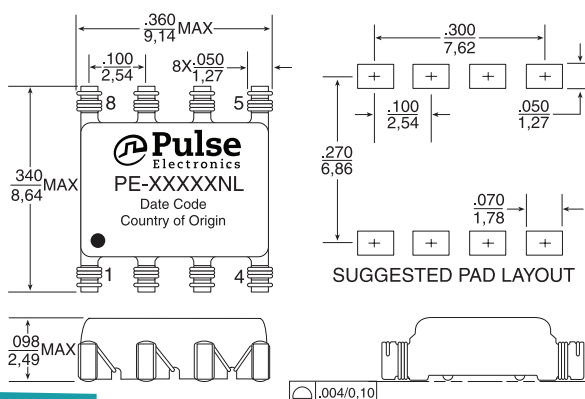 .360
9,14 MAX
.100
2,54
8X .050
1,27
8
5
.340
8,64 MAX
Pulse
Electronics
PE-XXXXXNL
Date Code
Country of Origin
1
4
.300
7,62
.100
2,54
.050
1,27
.270
6,86
.070
1,78
SUGGESTED PAD LAYOUT
098
2,49 MAX
.004/0,10